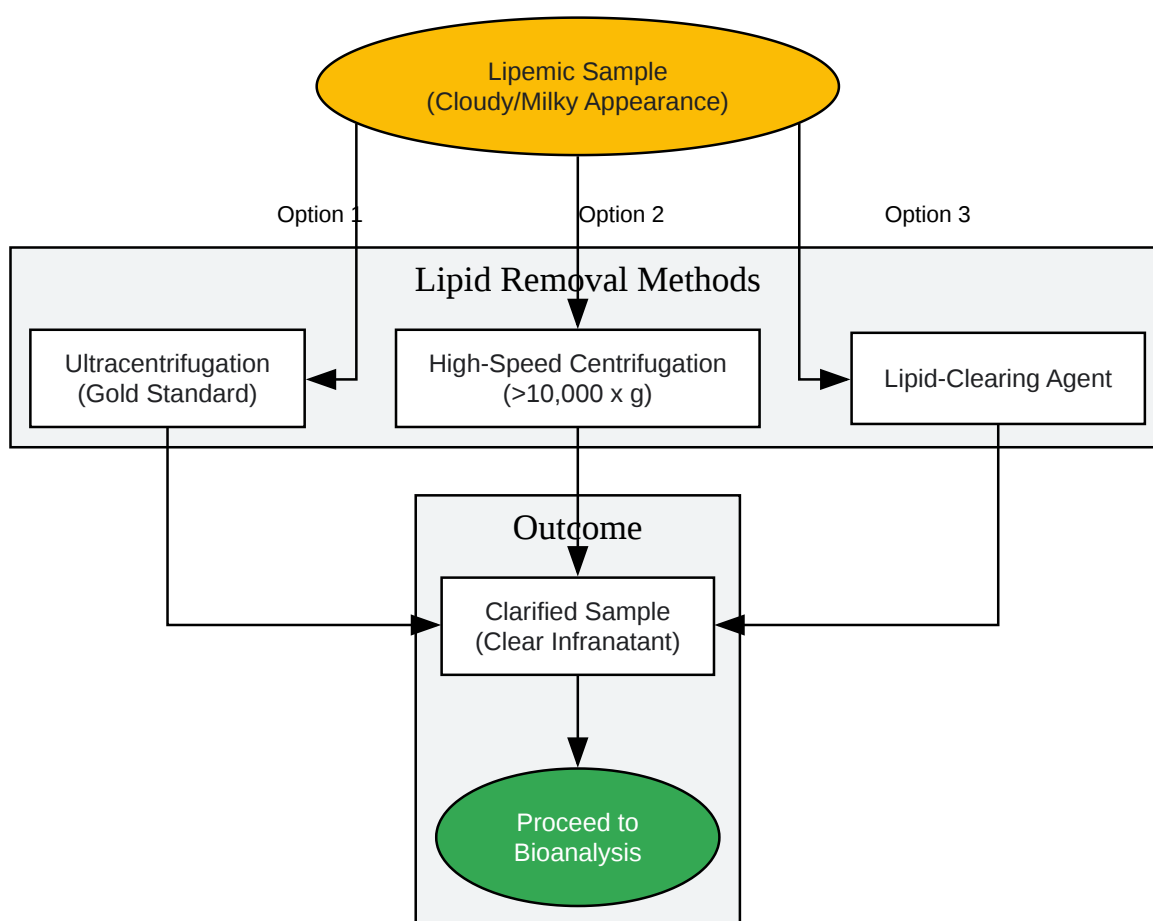 Lipemic Sample
(Cloudy/Milky Appearance)
Option 1
Option 2
Option 3
Lipid Removal Methods
Ultracentrifugation
(Gold Standard)
High-Speed Centrifugation
(>10,000 x g)
Lipid-Clearing Agent
Outcome
Clarified Sample
(Clear Infranatant)
Proceed to
Bioanalysis